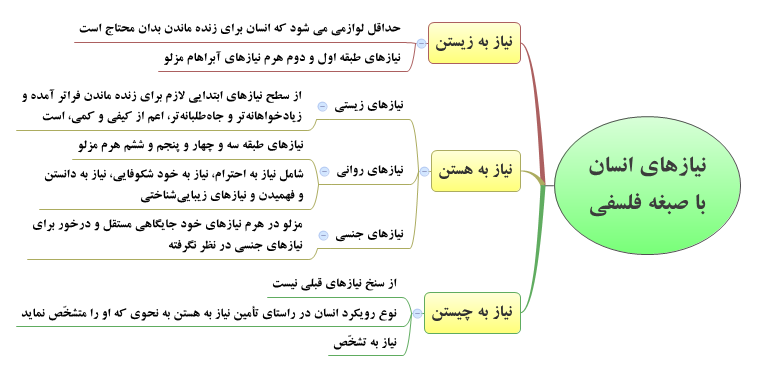 نیازهای انسان
با صبغه فلسفی
نیاز به زیستن
حداقل لوازمی می شود که انسان برای زنده ماندن بدان محتاج است
نیازهای طبقه اول و دوم هرم نیازهای آبراهام مزلو
نیاز به هستن
نیازهای زیستی
از سطح نیازهای ابتدایی لازم برای زنده ماندن فراتر آمده و
زیادخواهانه‌تر و جاه‌طلبانه‌تر، اعم از کیفی و کمی، است
نیازهای روانی
نیازهای طبقه سه و چهار و پنجم و ششم هرم مزلو
شامل نیاز به احترام، نیاز به خود شکوفایی، نیاز به دانستن
و فهمیدن و نیازهای زیبایی‌شناختی
نیازهای جنسی
مزلو در هرم نیازهای خود جایگاهی مستقل و درخور برای
نیازهای جنسی در نظر نگرفته
نیاز به چیستن
از سنخ نیازهای قبلی نیست
نوع رویکرد انسان در راستای تأمین نیاز به هستن به نحوی که او را متشخّص نماید
نیاز به تشخّص